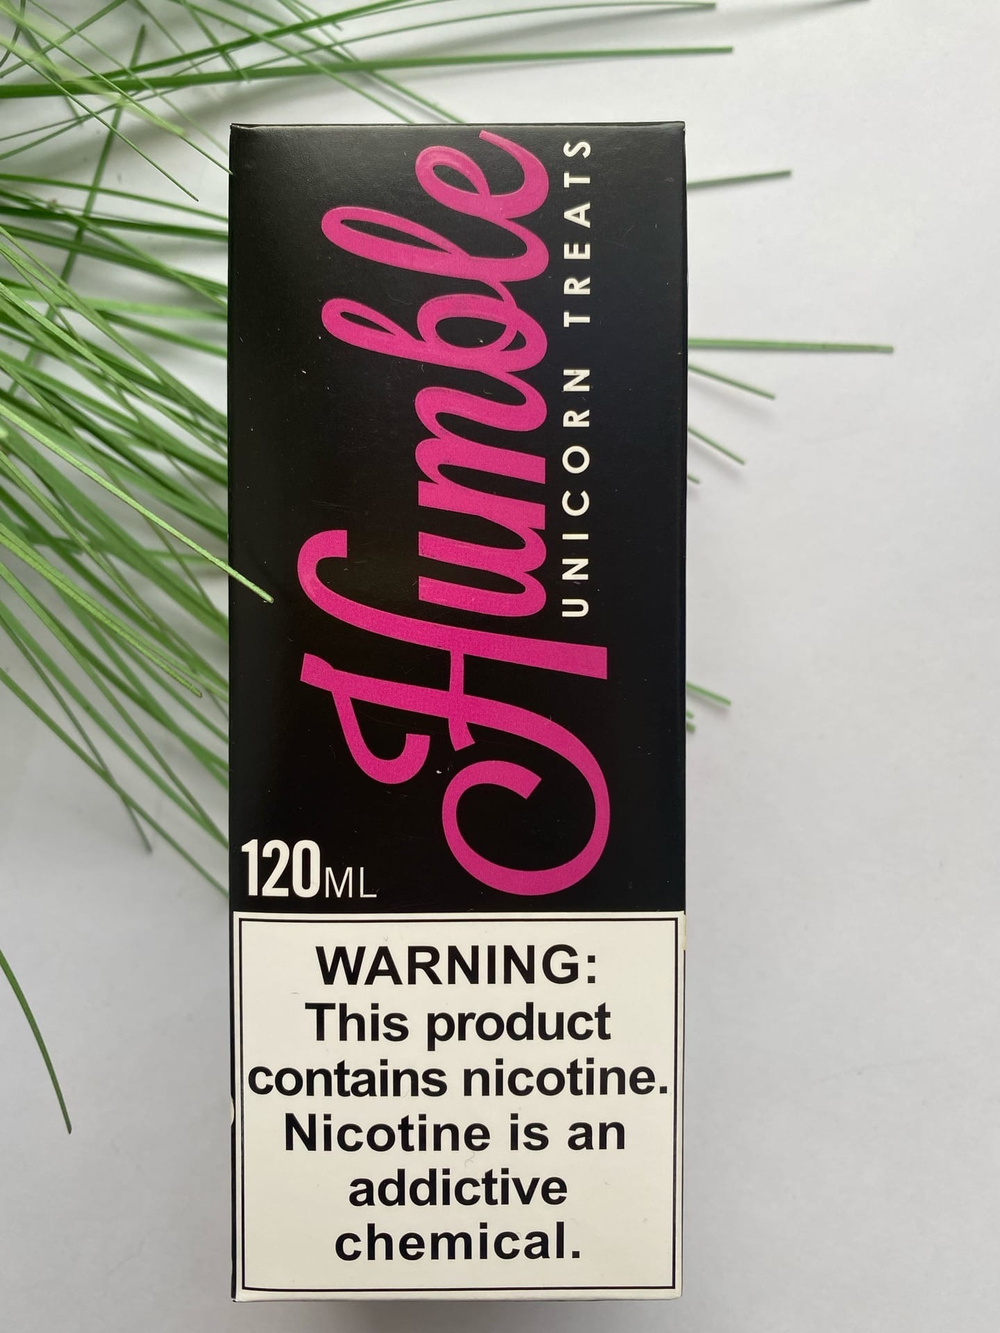 Humble
UNICORN TREATS
120ML
WARNING:
This product
contains nicotine.
Nicotine is an
addictive
chemical.